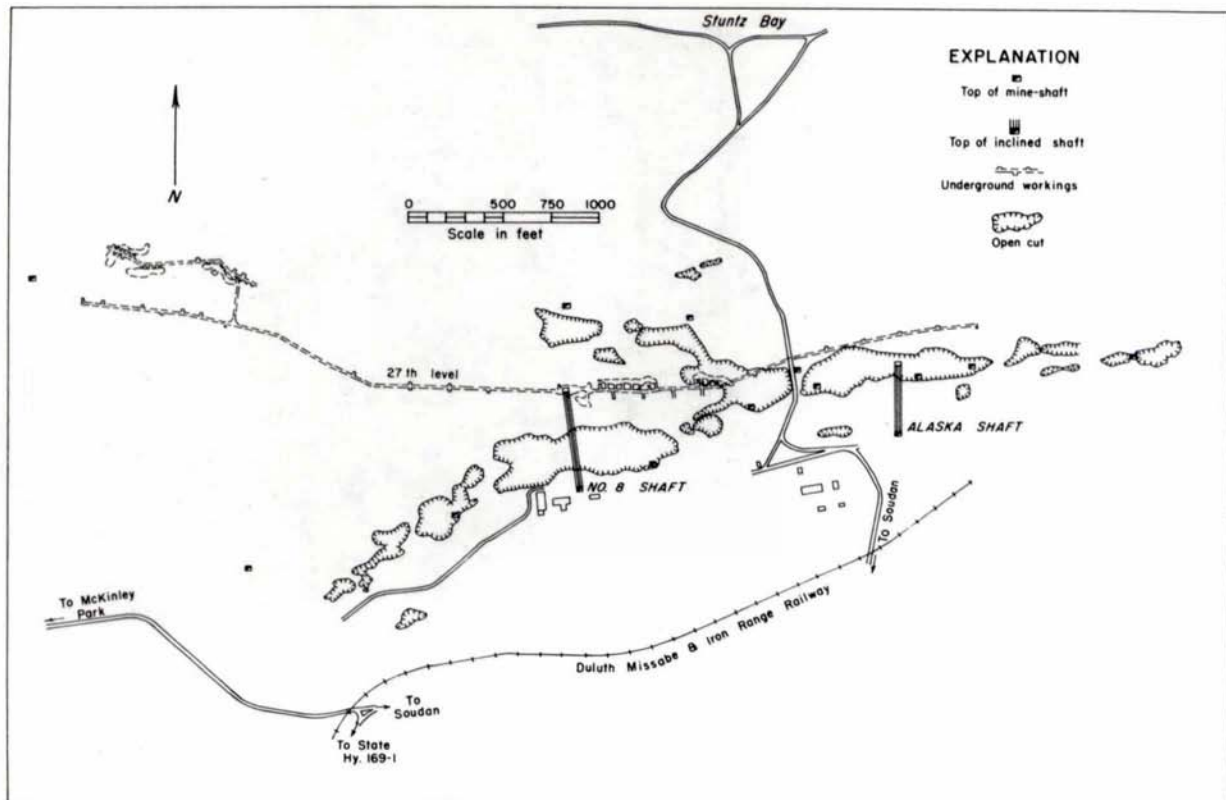 Stuntz Bay
EXPLANATION
Top of mine-shaft
Top of inclined shaft
Underground workings
Open cut
N
0 500 750 1000
Scale in feet
27th level
ALASKA SHAFT
NO. 8 SHAFT
To Soudan
To McKinley
Park
Duluth Missabe & Iron Range Railway
To
Soudan
To State
Hy. 169-1